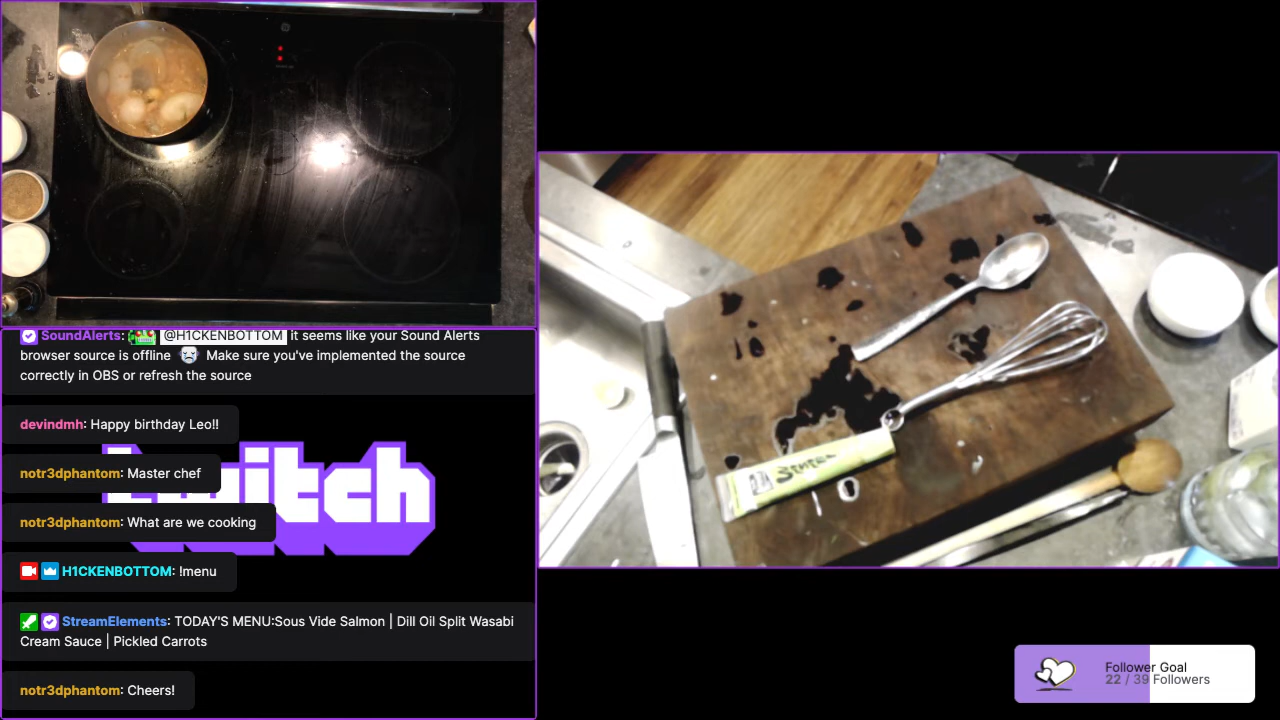 SoundAlerts: @H1CKENBOTTOM it seems like your Sound Alerts
browser source is offline Make sure you've implemented the source
correctly in OBS or refresh the source
devindmh: Happy birthday Leo!!
notr3dphantom: Master chef
twitch
notr3dphantom: What are we cooking
H1CKENBOTTOM: !menu
StreamElements: TODAY'S MENU:Sous Vide Salmon | Dill Oil Split Wasabi
Cream Sauce | Pickled Carrots
notr3dphantom: Cheers!
Follower Goal
22 / 39 Followers